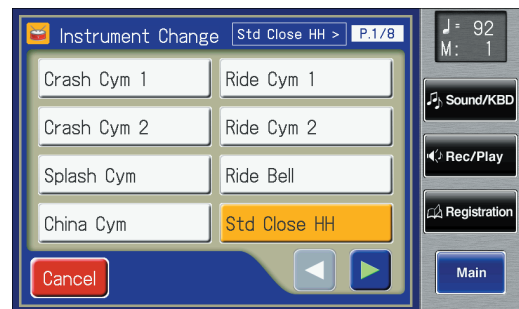 Instrument Change Std Close HH > P.1/8
Crash Cym 1 Ride Cym 1
Crash Cym 2 Ride Cym 2
Splash Cym Ride Bell
China Cym Std Close HH
Cancel
♩= 92
M: 1
Sound/KBD
Rec/Play
Registration
Main